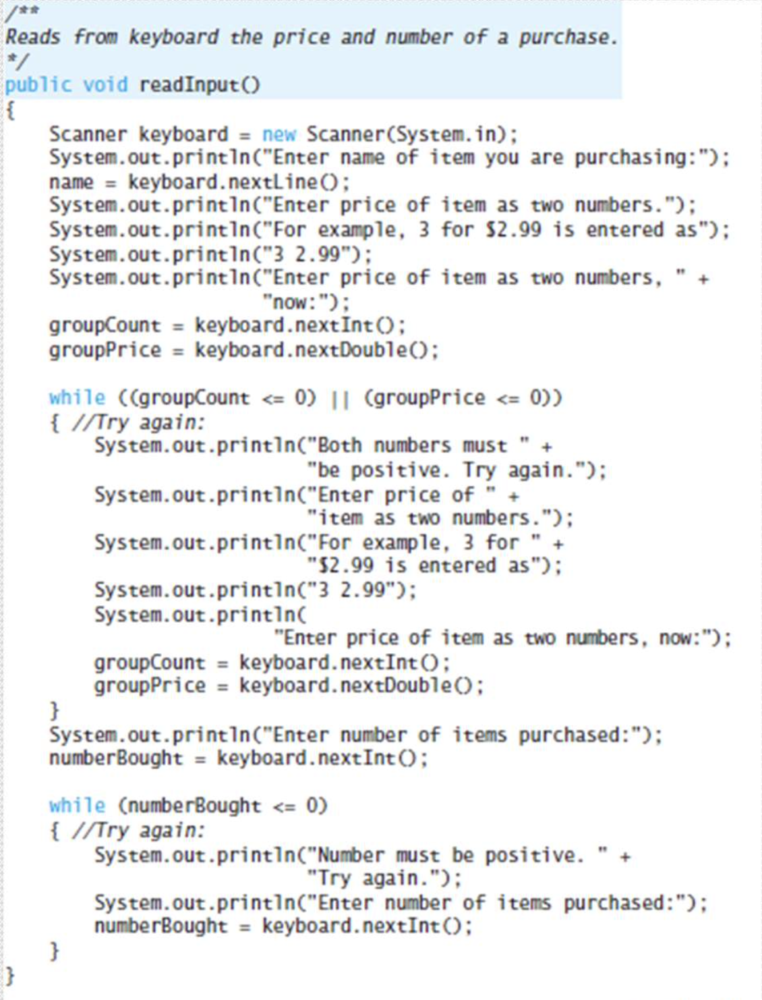 /**
Reads from keyboard the price and number of a purchase.
*/
public void readInput()
{
    Scanner keyboard = new Scanner(System.in);
    System.out.println("Enter name of item you are purchasing:");
    name = keyboard.nextLine();
    System.out.println("Enter price of item as two numbers.");
    System.out.println("For example, 3 for $2.99 is entered as");
    System.out.println("3 2.99");
    System.out.println("Enter price of item as two numbers, " +
                       "now:");
    groupCount = keyboard.nextInt();
    groupPrice = keyboard.nextDouble();

    while ((groupCount <= 0) || (groupPrice <= 0))
    { //Try again:
        System.out.println("Both numbers must " +
                           "be positive. Try again.");
        System.out.println("Enter price of " +
                           "item as two numbers.");
        System.out.println("For example, 3 for " +
                           "$2.99 is entered as");
        System.out.println("3 2.99");
        System.out.println(
                        "Enter price of item as two numbers, now:");
        groupCount = keyboard.nextInt();
        groupPrice = keyboard.nextDouble();
    }
    System.out.println("Enter number of items purchased:");
    numberBought = keyboard.nextInt();

    while (numberBought <= 0)
    { //Try again:
        System.out.println("Number must be positive. " +
                           "Try again.");
        System.out.println("Enter number of items purchased:");
        numberBought = keyboard.nextInt();
    }
}